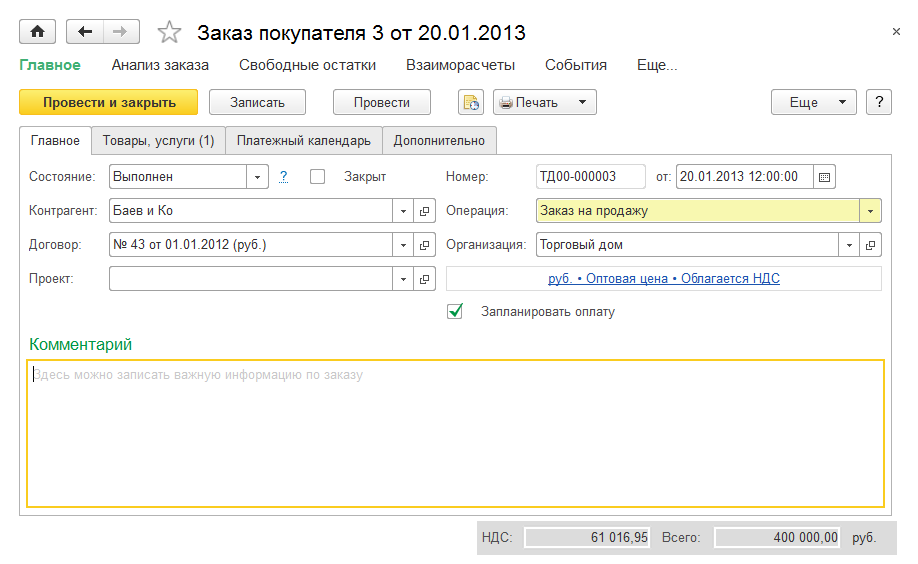 Заказ покупателя 3 от 20.01.2013
Главное Анализ заказа Свободные остатки Взаиморасчеты События Еще...
Провести и закрыть Записать Провести Печать Еще ?
Главное Товары, услуги (1) Платежный календарь Дополнительно
Состояние: Выполнен ? Закрыт Номер: ТД00-000003 от: 20.01.2013 12:00:00
Контрагент: Баев и Ко Операция: Заказ на продажу
Договор: № 43 от 01.01.2012 (руб.) Организация: Торговый дом
Проект: руб. • Оптовая цена • Облагается НДС
Запланировать оплату
Комментарий
Здесь можно записать важную информацию по заказу
НДС: 61 016,95 Всего: 400 000,00 руб.